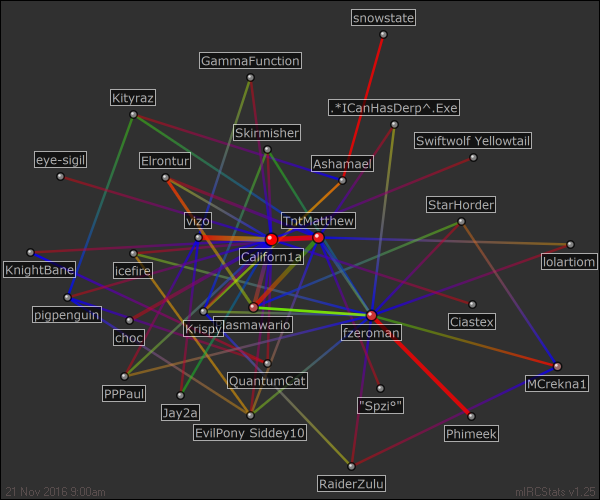 snowstate
GammaFunction
Kityraz
.*ICanHasDerp^.Exe
Skirmisher
Swiftwolf Yellowtail
eye-sigil
Elrontur
Ashamael
StarHorder
vizo
TntMatthew
Californ1a
KnightBane
icefire
lolartiom
pigpenguin
Krispy
plasmawario
fzeroman
Ciastex
choc
QuantumCat
PPPaul
MCrekna1
Jay2a
"Spzi°"
EvilPony Siddey10
Phimeek
RaiderZulu
21 Nov 2016 9:00am
mIRCStats v1.25